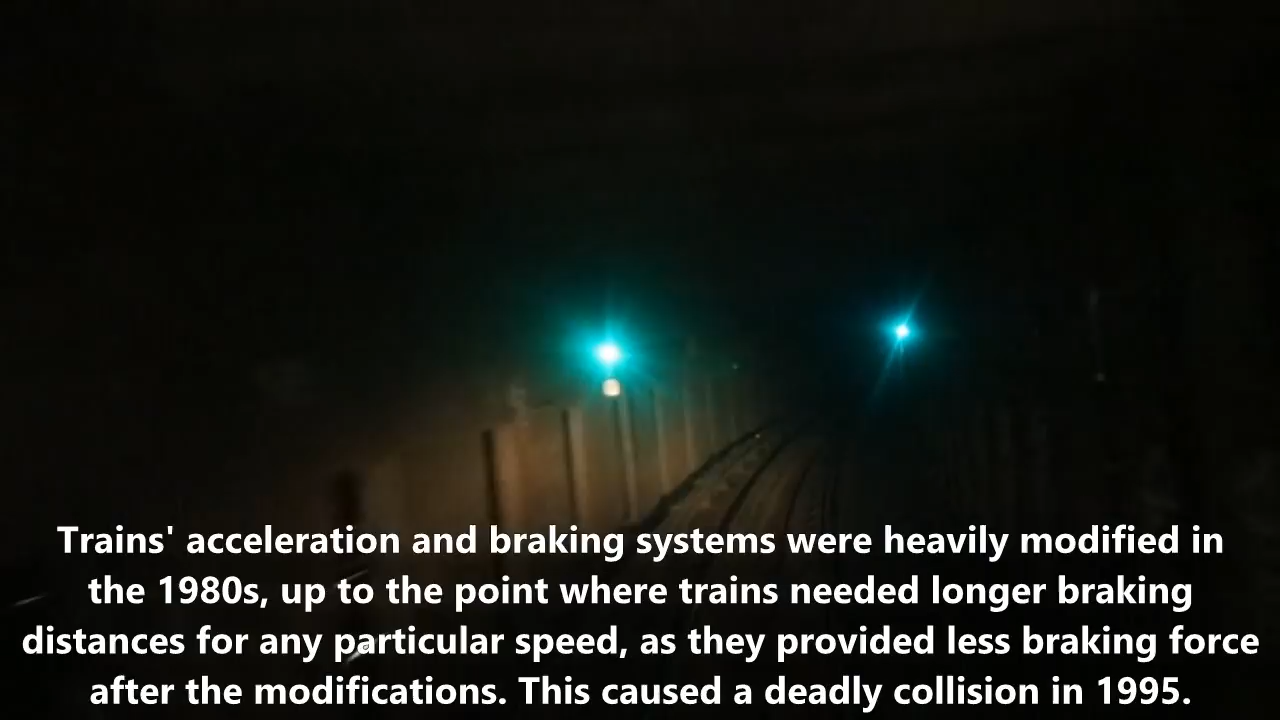 Trains' acceleration and braking systems were heavily modified in
the 1980s, up to the point where trains needed longer braking
distances for any particular speed, as they provided less braking force
after the modifications. This caused a deadly collision in 1995.